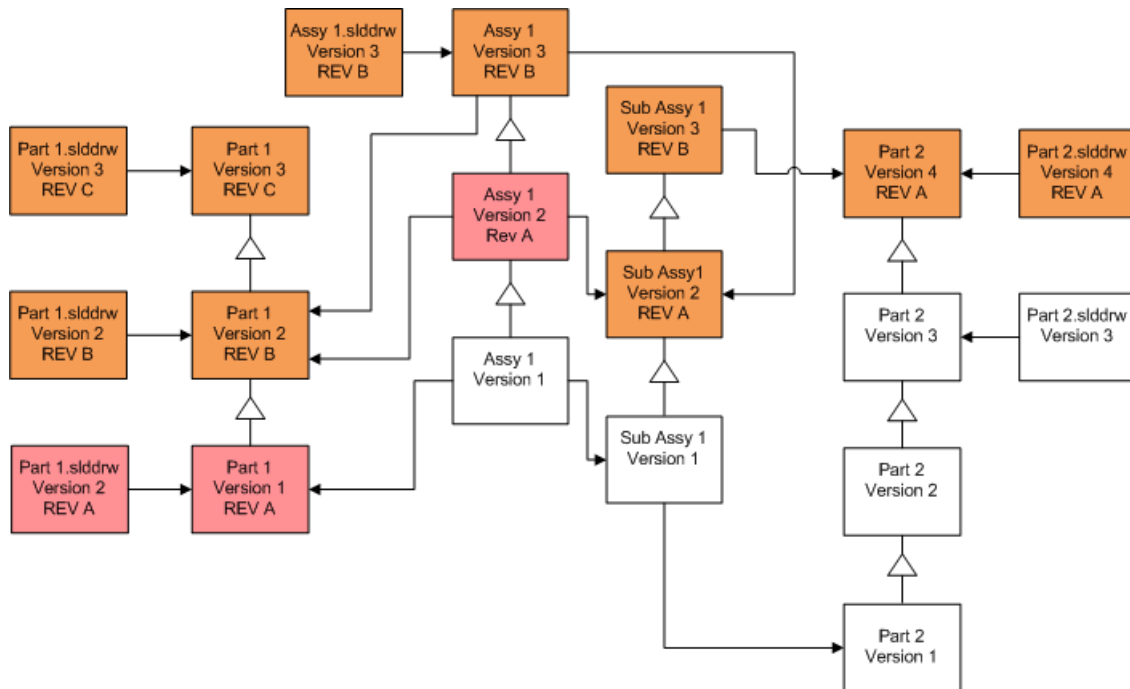 Assy 1.slddrw
Version 3
REV B
Assy 1
Version 3
REV B
Sub Assy 1
Version 3
REV B
Part 1.slddrw
Version 3
REV C
Part 1
Version 3
REV C
Part 2
Version 4
REV A
Part 2.slddrw
Version 4
REV A
Assy 1
Version 2
Rev A
Sub Assy1
Version 2
REV A
Part 1.slddrw
Version 2
REV B
Part 1
Version 2
REV B
Part 2
Version 3
Part 2.slddrw
Version 3
Assy 1
Version 1
Sub Assy 1
Version 1
Part 1.slddrw
Version 2
REV A
Part 1
Version 1
REV A
Part 2
Version 2
Part 2
Version 1